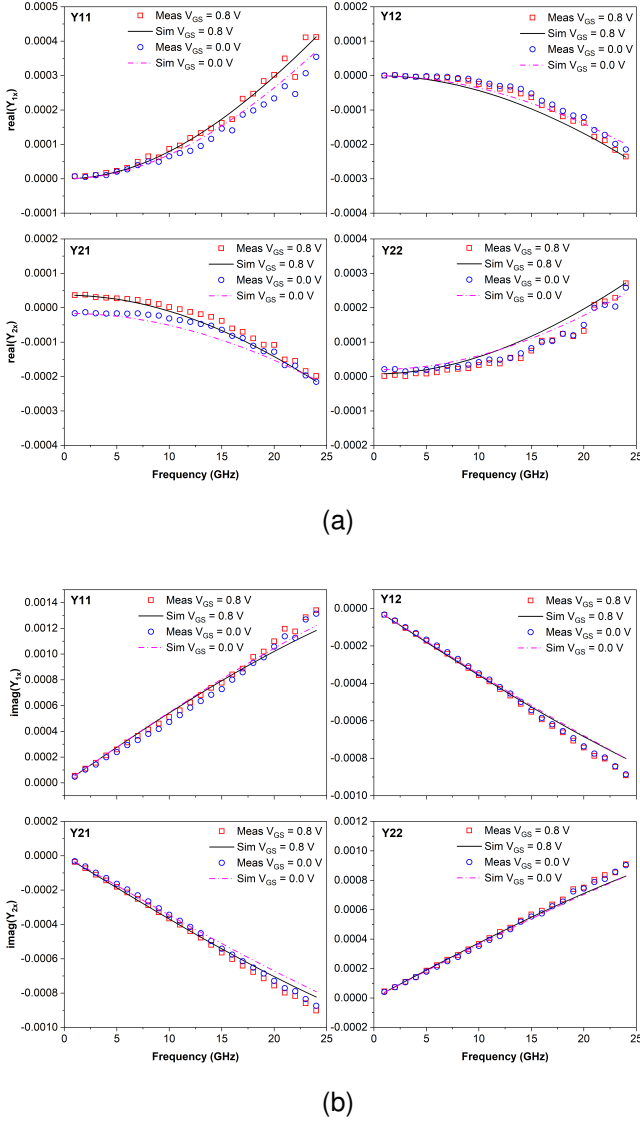 Y11
Meas V_GS = 0.8 V
Sim V_GS = 0.8 V
Meas V_GS = 0.0 V
Sim V_GS = 0.0 V
real(Y_1x)
0.0005
0.0004
0.0003
0.0002
0.0001
0.0000
-0.0001
Y12
Meas V_GS = 0.8 V
Sim V_GS = 0.8 V
Meas V_GS = 0.0 V
Sim V_GS = 0.0 V
0.0002
0.0001
0.0000
-0.0001
-0.0002
-0.0003
-0.0004
Y21
Meas V_GS = 0.8 V
Sim V_GS = 0.8 V
Meas V_GS = 0.0 V
Sim V_GS = 0.0 V
real(Y_2x)
0.0002
0.0001
0.0000
-0.0001
-0.0002
-0.0004
0 5 10 15 20 25
Frequency (GHz)
Y22
Meas V_GS = 0.8 V
Sim V_GS = 0.8 V
Meas V_GS = 0.0 V
Sim V_GS = 0.0 V
0.0004
0.0003
0.0002
0.0001
0.0000
-0.0001
-0.0002
0 5 10 15 20 25
Frequency (GHz)
(a)
Y11
Meas V_GS = 0.8 V
Sim V_GS = 0.8 V
Meas V_GS = 0.0 V
Sim V_GS = 0.0 V
imag(Y_1x)
0.0014
0.0012
0.0010
0.0008
0.0006
0.0004
0.0002
0.0000
Y12
Meas V_GS = 0.8 V
Sim V_GS = 0.8 V
Meas V_GS = 0.0 V
Sim V_GS = 0.0 V
0.0000
-0.0002
-0.0004
-0.0006
-0.0008
-0.0010
Y21
Meas V_GS = 0.8 V
Sim V_GS = 0.8 V
Meas V_GS = 0.0 V
Sim V_GS = 0.0 V
imag(Y_2x)
0.0002
0.0000
-0.0002
-0.0004
-0.0006
-0.0008
-0.0010
0 5 10 15 20 25
Frequency (GHz)
Y22
Meas V_GS = 0.8 V
Sim V_GS = 0.8 V
Meas V_GS = 0.0 V
Sim V_GS = 0.0 V
0.0012
0.0010
0.0008
0.0006
0.0004
0.0002
0.0000
-0.0002
0 5 10 15 20 25
Frequency (GHz)
(b)